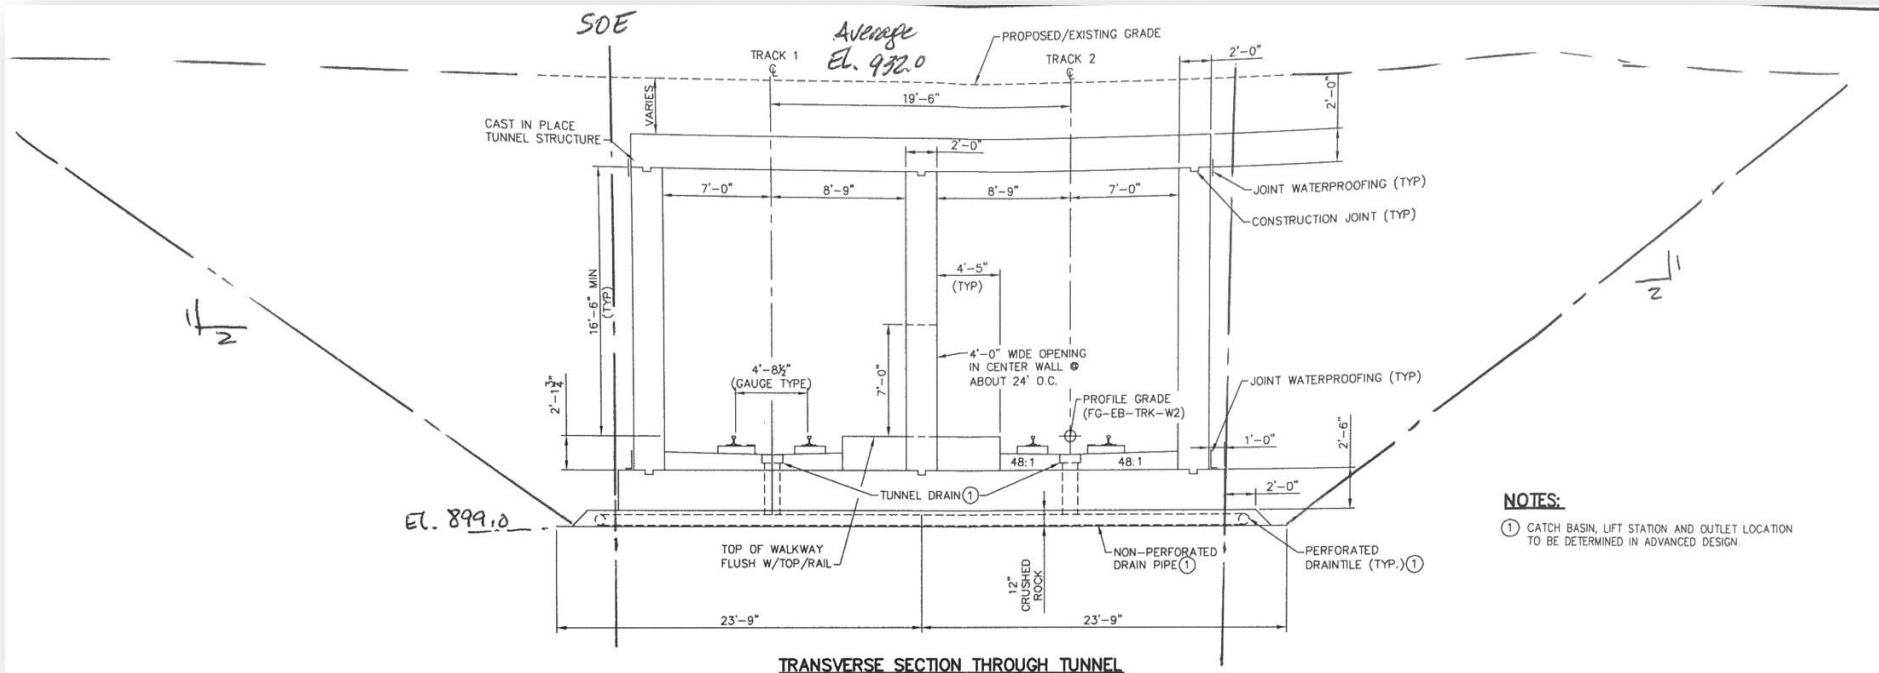 SOE
Average
EL. 932.0
PROPOSED/EXISTING GRADE
TRACK 1
℄
TRACK 2
℄
2'-0"
19'-6"
VARIES
2'-0"
CAST IN PLACE
TUNNEL STRUCTURE
2'-0"
7'-0"
8'-9"
8'-9"
7'-0"
JOINT WATERPROOFING (TYP)
CONSTRUCTION JOINT (TYP)
16'-6" MIN
(TYP)
4'-5"
(TYP)
1
2
1
2
4'-0" WIDE OPENING
IN CENTER WALL @
ABOUT 24' O.C.
4'-8½"
(GAUGE TYPE)
7'-0"
2'-1¾"
JOINT WATERPROOFING (TYP)
PROFILE GRADE
(FG-EB-TRK-W2)
1'-0"
2'-6"
48:1
48:1
TUNNEL DRAIN ①
2'-0"
EL. 899.0
TOP OF WALKWAY
FLUSH W/TOP/RAIL
12"
CRUSHED
ROCK
NON-PERFORATED
DRAIN PIPE ①
PERFORATED
DRAINTILE (TYP.) ①
NOTES:
① CATCH BASIN, LIFT STATION AND OUTLET LOCATION
TO BE DETERMINED IN ADVANCED DESIGN.
23'-9"
23'-9"
TRANSVERSE SECTION THROUGH TUNNEL